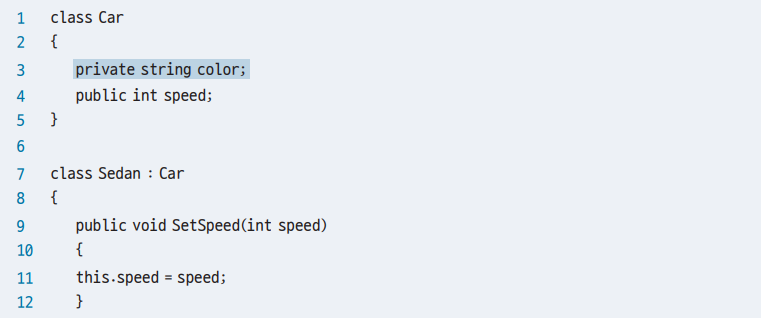 1 class Car
2 {
3 private string color;
4 public int speed;
5 }
6
7 class Sedan : Car
8 {
9 public void SetSpeed(int speed)
10 {
11 this.speed = speed;
12 }